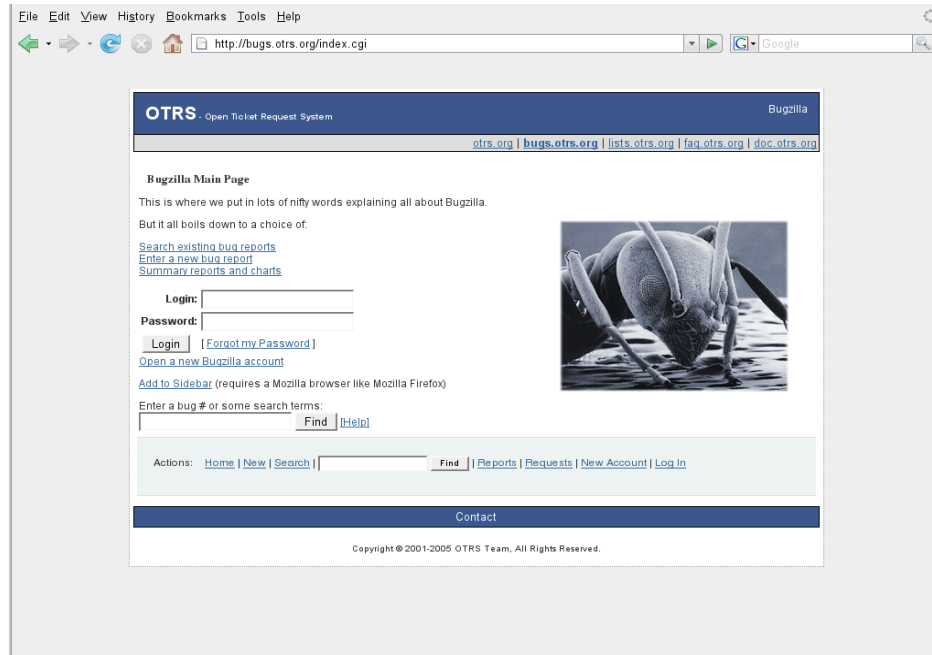 File Edit View History Bookmarks Tools Help
http://bugs.otrs.org/index.cgi
G Google
OTRS - Open Ticket Request System
Bugzilla
otrs.org | bugs.otrs.org | lists.otrs.org | faq.otrs.org | doc.otrs.org
Bugzilla Main Page
This is where we put in lots of nifty words explaining all about Bugzilla.
But it all boils down to a choice of:
Search existing bug reports
Enter a new bug report
Summary reports and charts
Login:
Password:
Login [ Forgot my Password ]
Open a new Bugzilla account
Add to Sidebar (requires a Mozilla browser like Mozilla Firefox)
Enter a bug # or some search terms:
Find [Help]
Actions: Home | New | Search | Find | Reports | Requests | New Account | Log In
Contact
Copyright © 2001-2005 OTRS Team, All Rights Reserved.